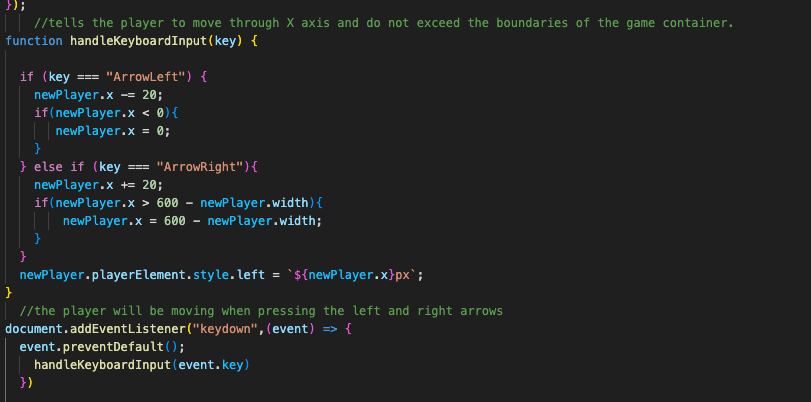 });
//tells the player to move through X axis and do not exceed the boundaries of the game container.
function handleKeyboardInput(key) {
if (key === "ArrowLeft") {
newPlayer.x -= 20;
if(newPlayer.x < 0){
newPlayer.x = 0;
}
} else if (key === "ArrowRight"){
newPlayer.x += 20;
if(newPlayer.x > 600 - newPlayer.width){
newPlayer.x = 600 - newPlayer.width;
}
}
newPlayer.playerElement.style.left = `${newPlayer.x}px`;
}
//the player will be moving when pressing the left and right arrows
document.addEventListener("keydown",(event) => {
event.preventDefault();
handleKeyboardInput(event.key)
})